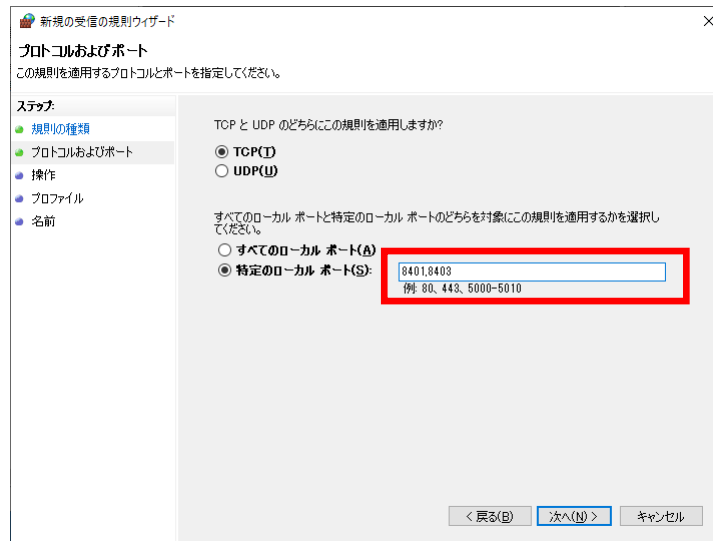 新規の受信の規則ウィザード
プロトコルおよびポート
この規則を適用するプロトコルとポートを指定してください。
ステップ:
規則の種類
プロトコルおよびポート
操作
プロファイル
名前
TCP と UDP のどちらにこの規則を適用しますか?
TCP(T)
UDP(U)
すべてのローカル ポートと特定のローカル ポートのどちらを対象にこの規則を適用するかを選択し
てください。
すべてのローカル ポート(A)
特定のローカル ポート(S):
8401,8403
例: 80、443、5000-5010
< 戻る(B)
次へ(N) >
キャンセル